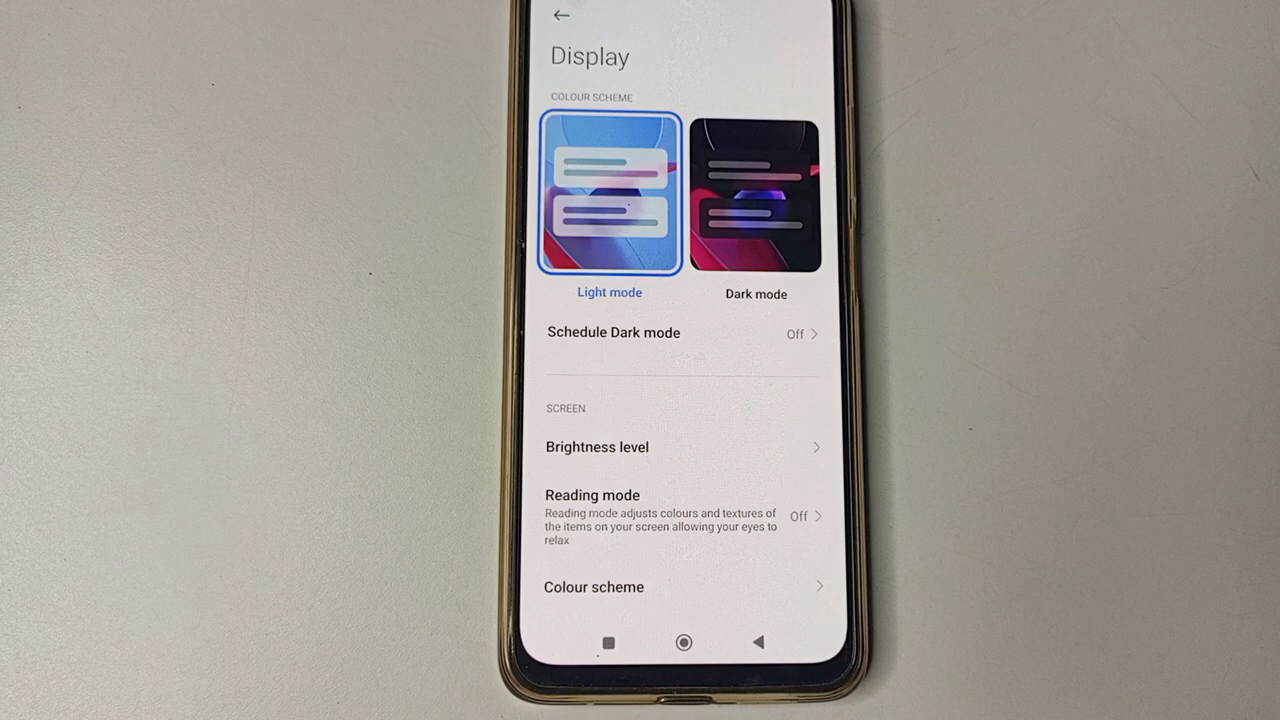 Display
COLOUR SCHEME
Light mode
Dark mode
Schedule Dark mode
Off
SCREEN
Brightness level
Reading mode
Reading mode adjusts colours and textures of
the items on your screen allowing your eyes to
relax
Off
Colour scheme